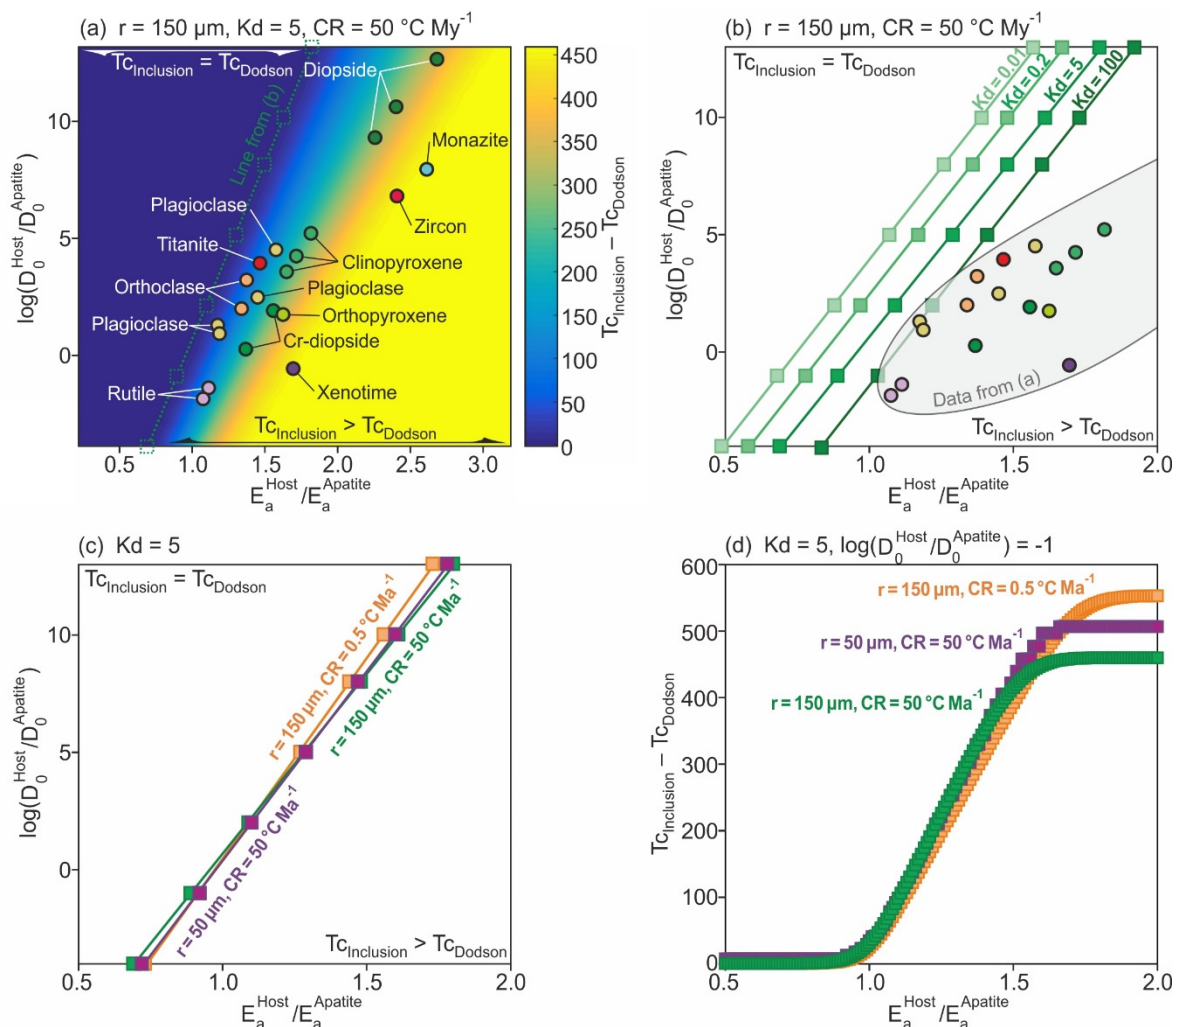 (a) r = 150 µm, Kd = 5, CR = 50 °C My⁻¹
Tc_Inclusion = Tc_Dodson
Diopside
Line from (b)
Monazite
Plagioclase
Zircon
Titanite
Clinopyroxene
Orthoclase
Plagioclase
Plagioclase
Orthopyroxene
Cr-diopside
Rutile
Xenotime
Tc_Inclusion > Tc_Dodson
10
5
0
log(D₀^Host/D₀^Apatite)
0.5 1.0 1.5 2.0 2.5 3.0
E_a^Host/E_a^Apatite
450
400
350
300
250
200
150
100
50
0
Tc_Inclusion – Tc_Dodson
(b) r = 150 µm, Kd = 5, CR = 50 °C My⁻¹
Tc_Inclusion = Tc_Dodson
Kd = 0.01
Kd = 0.2
Kd = 5
Kd = 100
Data from (a)
Tc_Inclusion > Tc_Dodson
10
5
0
log(D₀^Host/D₀^Apatite)
0.5 1.0 1.5 2.0
E_a^Host/E_a^Apatite
(c) Kd = 5
Tc_Inclusion = Tc_Dodson
r = 150 µm, CR = 0.5 °C Ma⁻¹
r = 150 µm, CR = 50 °C Ma⁻¹
r = 50 µm, CR = 50 °C Ma⁻¹
Tc_Inclusion > Tc_Dodson
10
5
0
log(D₀^Host/D₀^Apatite)
0.5 1.0 1.5 2.0
E_a^Host/E_a^Apatite
(d) Kd = 5, log(D₀^Host/D₀^Apatite) = -1
r = 150 µm, CR = 0.5 °C Ma⁻¹
r = 50 µm, CR = 50 °C Ma⁻¹
r = 150 µm, CR = 50 °C Ma⁻¹
600
500
400
300
200
100
0
Tc_Inclusion – Tc_Dodson
0.5 1.0 1.5 2.0
E_a^Host/E_a^Apatite